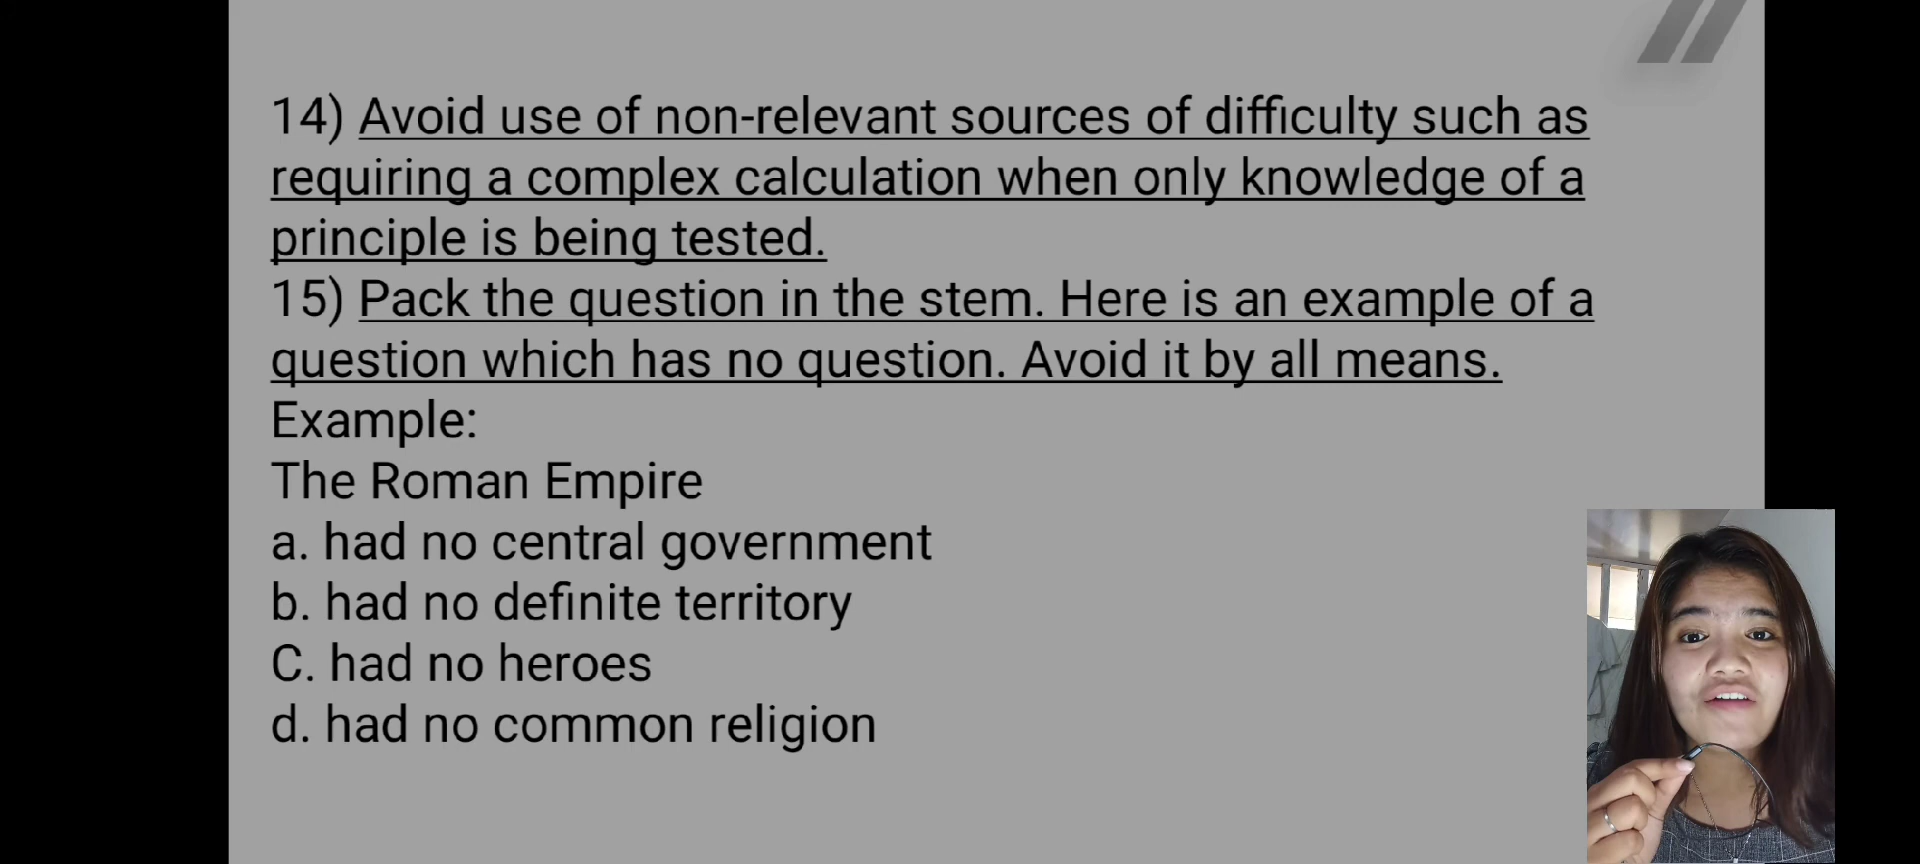 14) Avoid use of non-relevant sources of difficulty such as
requiring a complex calculation when only knowledge of a
principle is being tested.
15) Pack the question in the stem. Here is an example of a
question which has no question. Avoid it by all means.
Example:
The Roman Empire
a. had no central government
b. had no definite territory
C. had no heroes
d. had no common religion